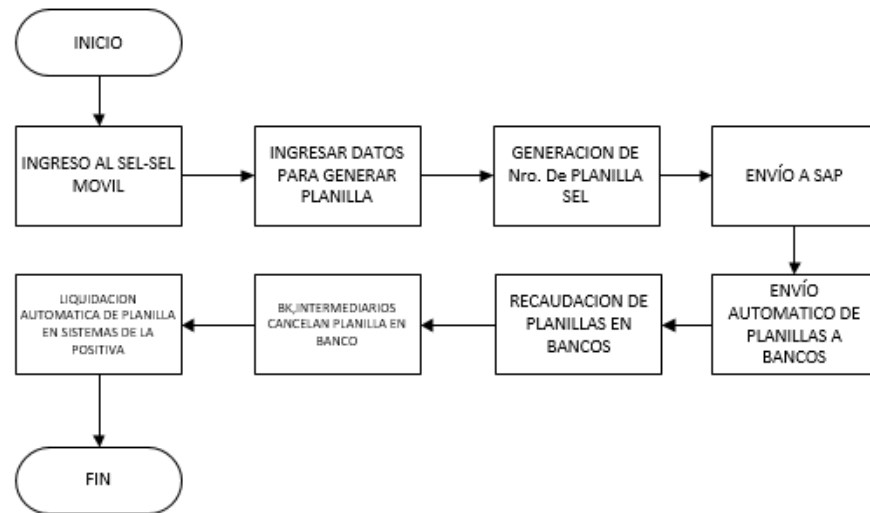 INICIO
INGRESO AL SEL-SEL
MOVIL
INGRESAR DATOS
PARA GENERAR
PLANILLA
GENERACION DE
Nro. De PLANILLA
SEL
ENVÍO A SAP
ENVÍO
AUTOMATICO DE
PLANILLAS A
BANCOS
RECAUDACION DE
PLANILLAS EN
BANCOS
BK,INTERMEDIARIOS
CANCELAN PLANILLA EN
BANCO
LIQUIDACION
AUTOMATICA DE PLANILLA
EN SISTEMAS DE LA
POSITIVA
FIN